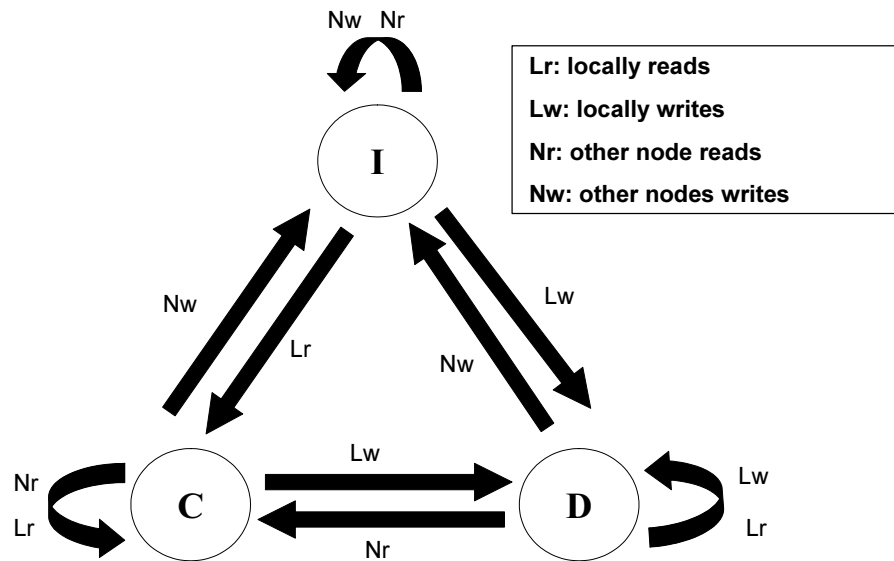 Nw Nr
Lr: locally reads
Lw: locally writes
Nr: other node reads
Nw: other nodes writes
I
Nw
Lr
Nw
Lw
Nr
Lr
C
Lw
Nr
D
Lw
Lr